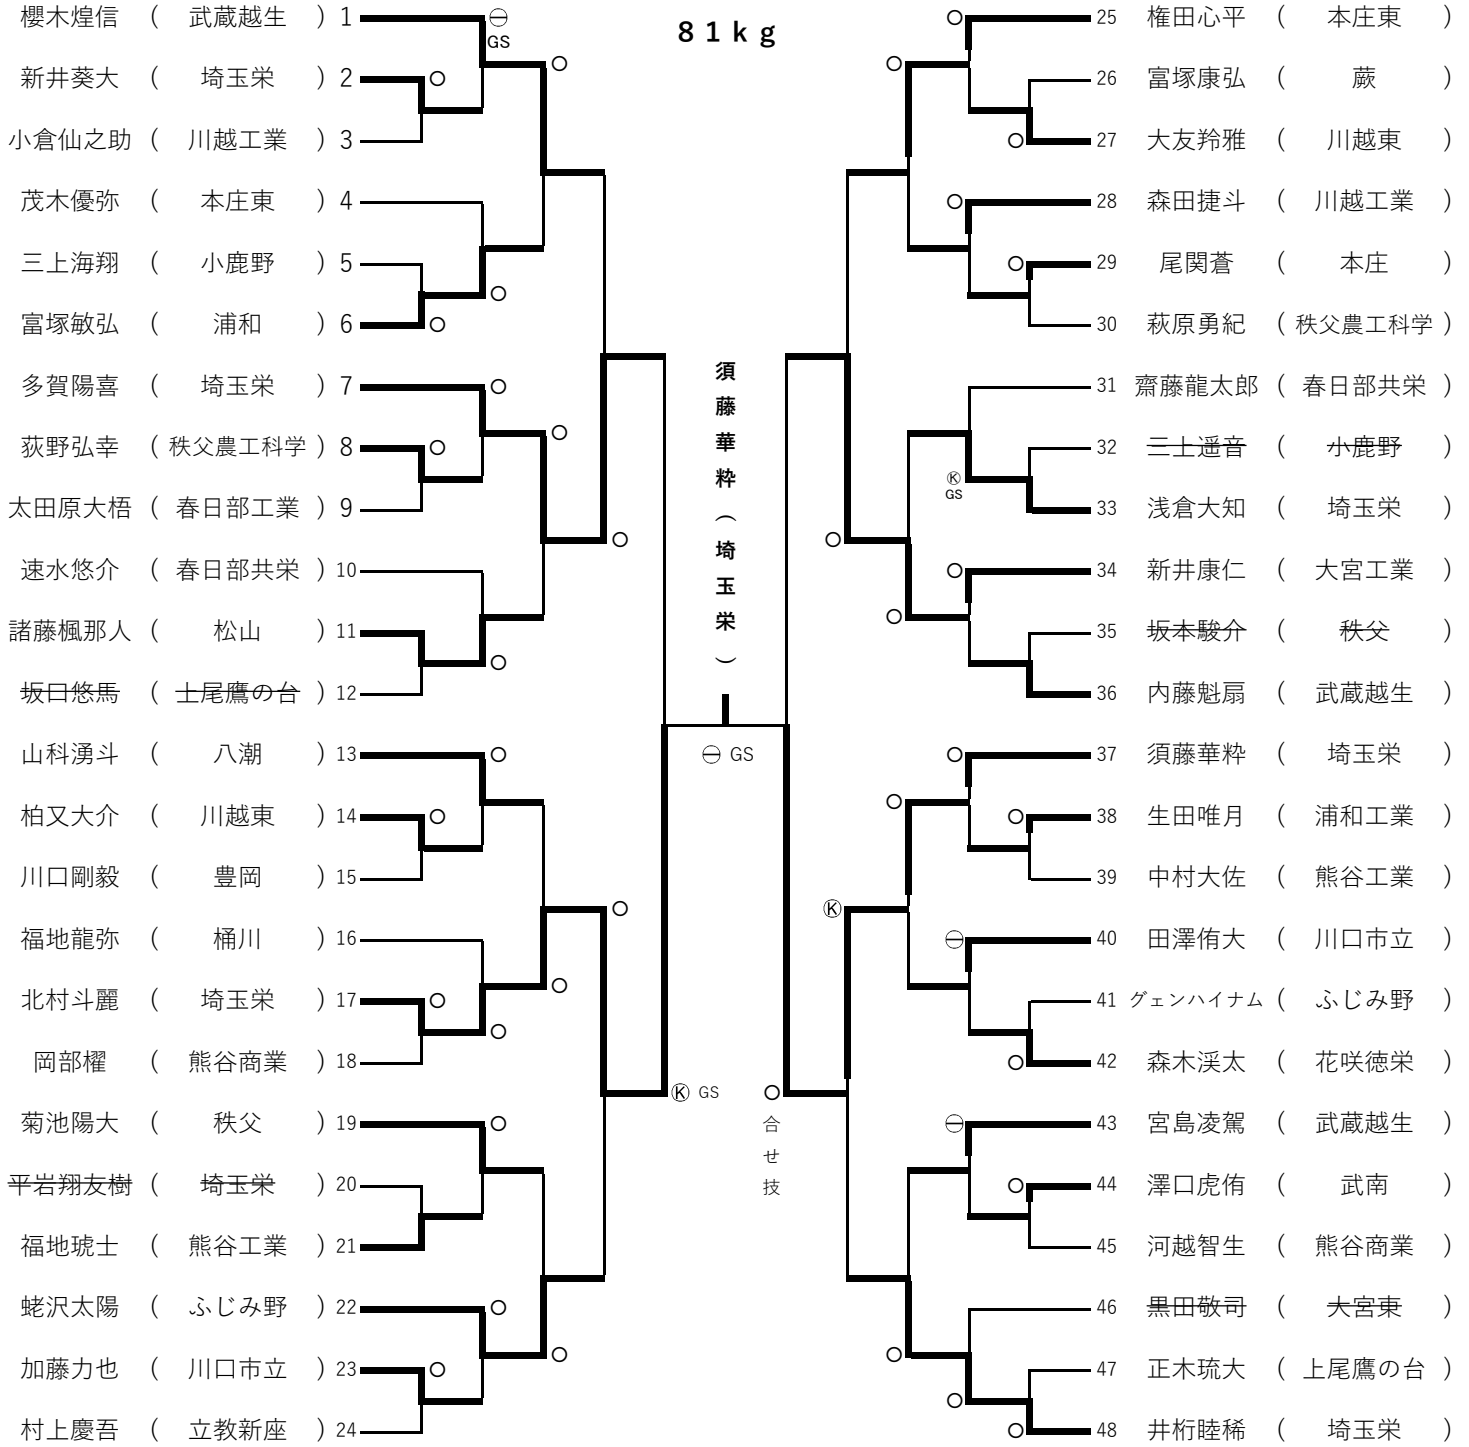 81kg
櫻木煌信 ( 武蔵越生 ) 1
新井葵大 ( 埼玉栄 ) 2
小倉仙之助 ( 川越工業 ) 3
茂木優弥 ( 本庄東 ) 4
三上海翔 ( 小鹿野 ) 5
富塚敏弘 ( 浦和 ) 6
多賀陽喜 ( 埼玉栄 ) 7
荻野弘幸 ( 秩父農工科学 ) 8
太田原大梧 ( 春日部工業 ) 9
速水悠介 ( 春日部共栄 ) 10
諸藤楓那人 ( 松山 ) 11
坂口悠馬 ( 上尾鷹の台 ) 12
山科湧斗 ( 八潮 ) 13
柏又大介 ( 川越東 ) 14
川口剛毅 ( 豊岡 ) 15
福地龍弥 ( 桶川 ) 16
北村斗麗 ( 埼玉栄 ) 17
岡部櫂 ( 熊谷商業 ) 18
菊池陽大 ( 秩父 ) 19
平岩翔友樹 ( 埼玉栄 ) 20
福地琥士 ( 熊谷工業 ) 21
蛯沢太陽 ( ふじみ野 ) 22
加藤力也 ( 川口市立 ) 23
村上慶吾 ( 立教新座 ) 24
GS
須藤華粋(埼玉栄)
GS
Ⓚ GS
合せ技
Ⓚ
Ⓚ
GS
25 権田心平 ( 本庄東 )
26 富塚康弘 ( 蕨 )
27 大友羚雅 ( 川越東 )
28 森田捷斗 ( 川越工業 )
29 尾関蒼 ( 本庄 )
30 萩原勇紀 ( 秩父農工科学 )
31 齋藤龍太郎 ( 春日部共栄 )
32 三上遥音 ( 小鹿野 )
33 浅倉大知 ( 埼玉栄 )
34 新井康仁 ( 大宮工業 )
35 坂本駿介 ( 秩父 )
36 内藤魁扇 ( 武蔵越生 )
37 須藤華粋 ( 埼玉栄 )
38 生田唯月 ( 浦和工業 )
39 中村大佐 ( 熊谷工業 )
40 田澤侑大 ( 川口市立 )
41 グェンハイナム ( ふじみ野 )
42 森木渓太 ( 花咲徳栄 )
43 宮島凌駕 ( 武蔵越生 )
44 澤口虎侑 ( 武南 )
45 河越智生 ( 熊谷商業 )
46 黒田敬司 ( 大宮東 )
47 正木琉大 ( 上尾鷹の台 )
48 井桁睦稀 ( 埼玉栄 )